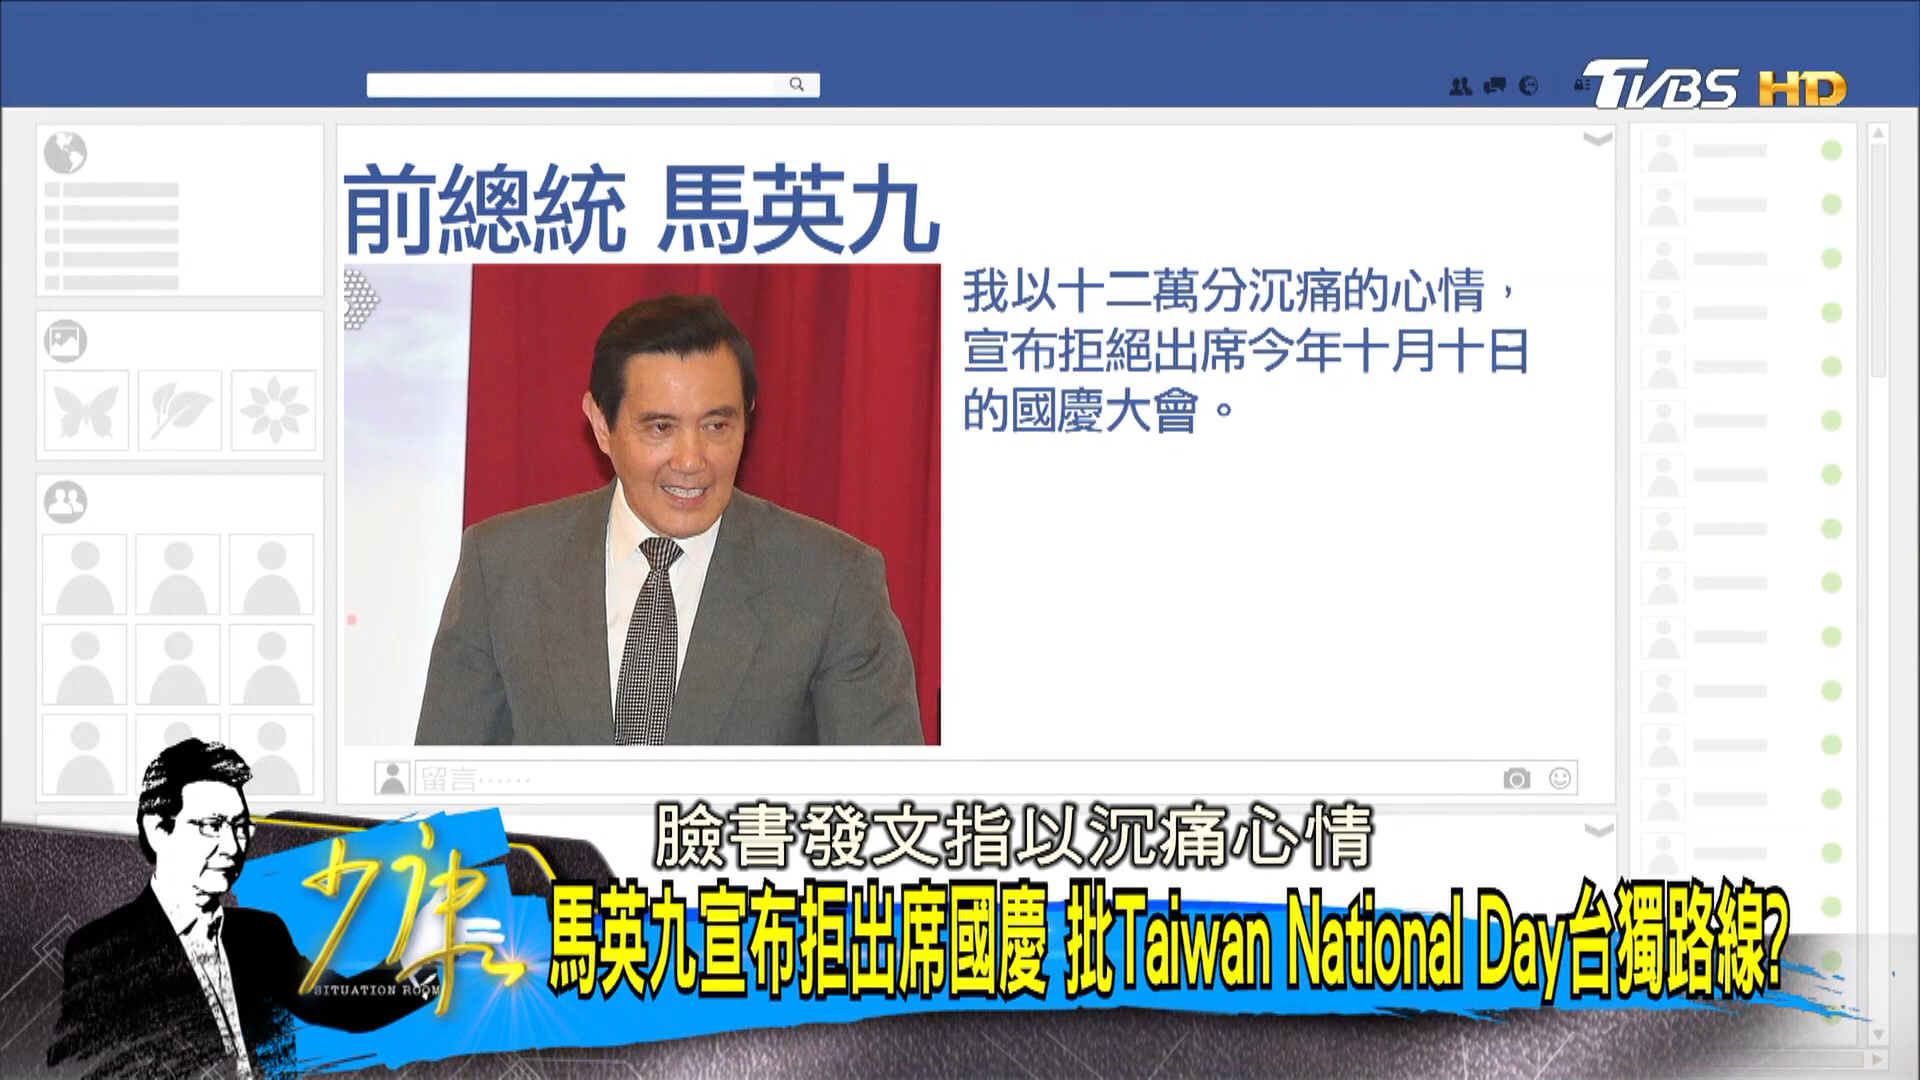 TVBS HD
前總統 馬英九
我以十二萬分沉痛的心情，
宣布拒絕出席今年十月十日
的國慶大會。
留言……
臉書發文指以沉痛心情
少康
SITUATION ROOM
馬英九宣布拒出席國慶 批Taiwan National Day台獨路線?